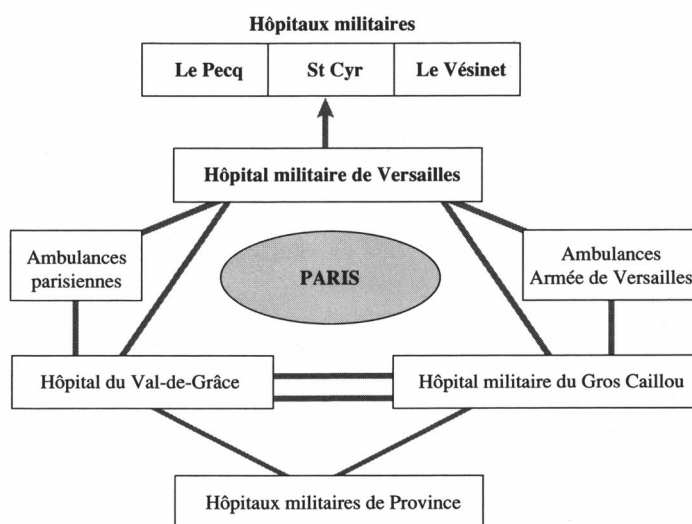 Hôpitaux militaires
Le Pecq St Cyr Le Vésinet
Hôpital militaire de Versailles
Ambulances
parisiennes
PARIS
Ambulances
Armée de Versailles
Hôpital du Val-de-Grâce
Hôpital militaire du Gros Caillou
Hôpitaux militaires de Province